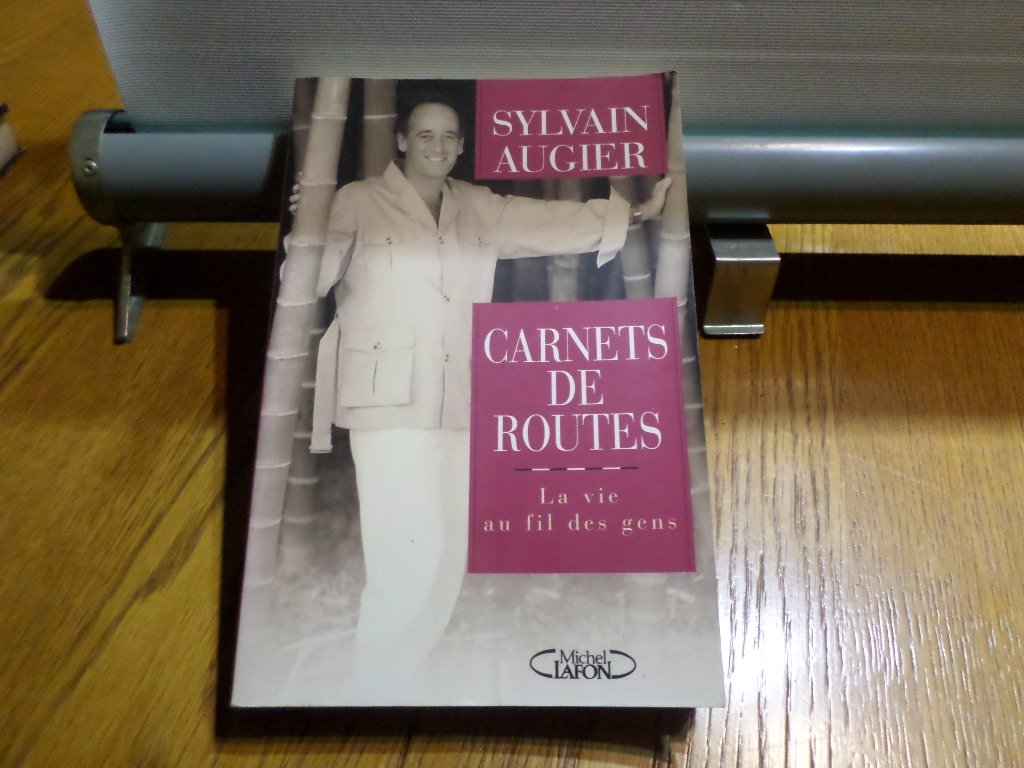 SYLVAIN
AUGIER
CARNETS
DE
ROUTES
La vie
au fil des gens
Michel
LAFON